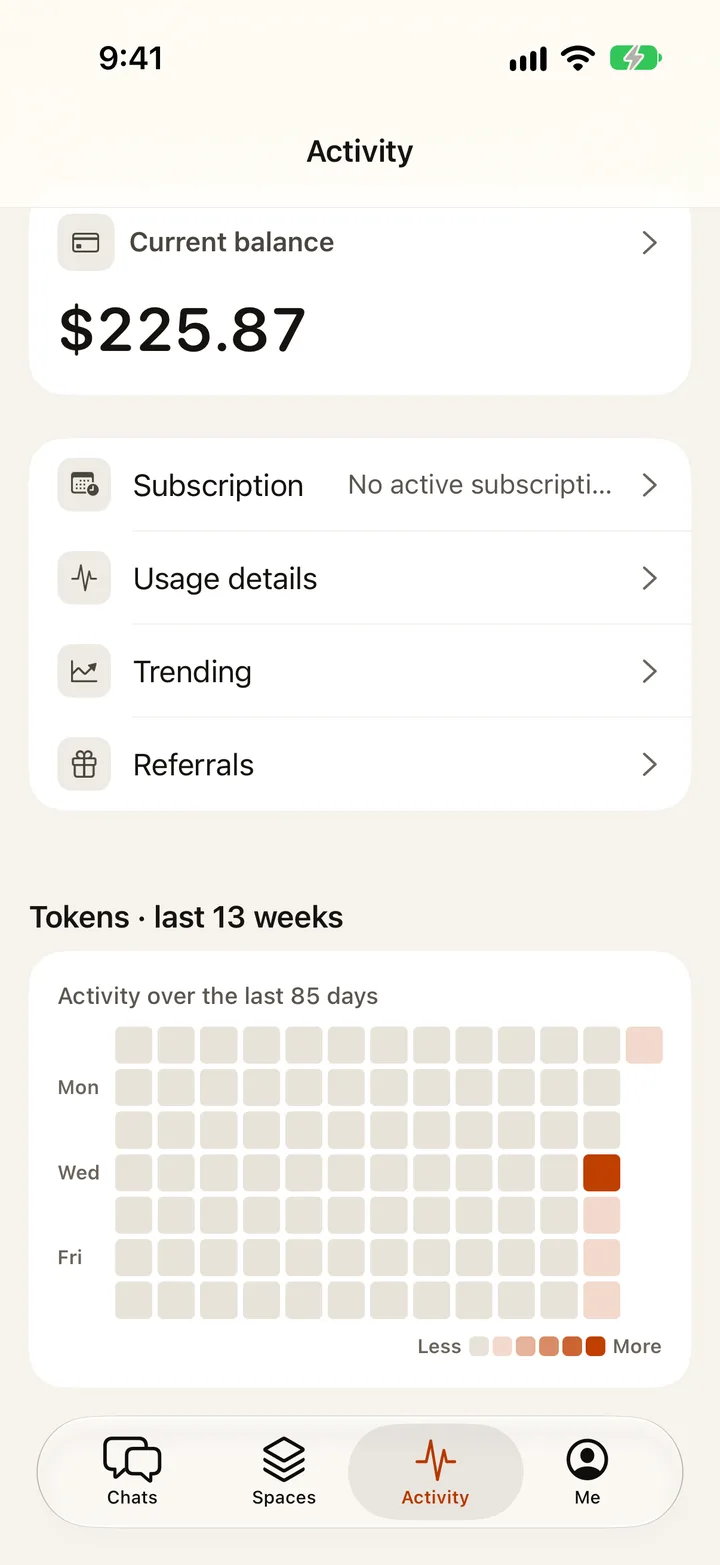 9:41
Activity
Current balance
$225.87
Subscription No active subscripti...
Usage details
Trending
Referrals
Tokens · last 13 weeks
Activity over the last 85 days
Mon
Wed
Fri
Less More
Chats Spaces Activity Me